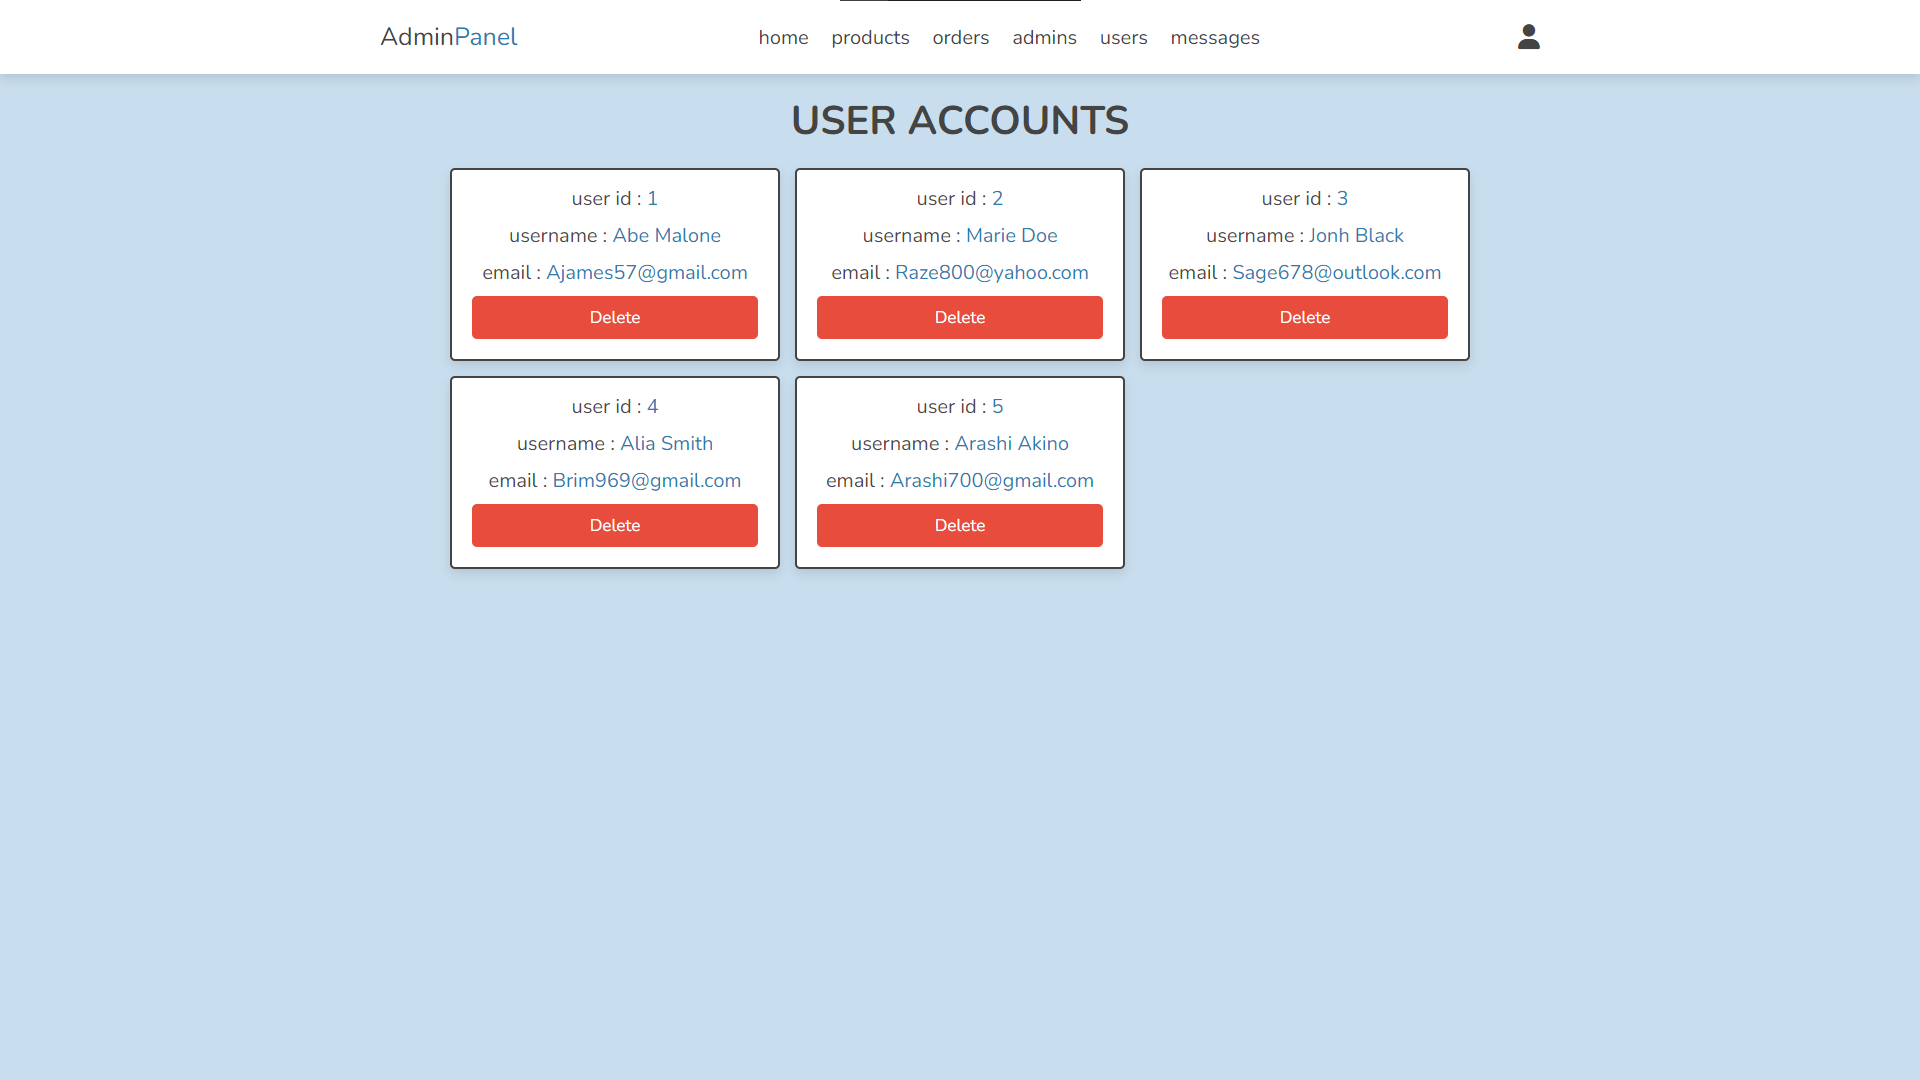 AdminPanel
home products orders admins users messages
USER ACCOUNTS
user id : 1
username : Abe Malone
email : Ajames57@gmail.com
Delete
user id : 2
username : Marie Doe
email : Raze800@yahoo.com
Delete
user id : 3
username : Jonh Black
email : Sage678@outlook.com
Delete
user id : 4
username : Alia Smith
email : Brim969@gmail.com
Delete
user id : 5
username : Arashi Akino
email : Arashi700@gmail.com
Delete